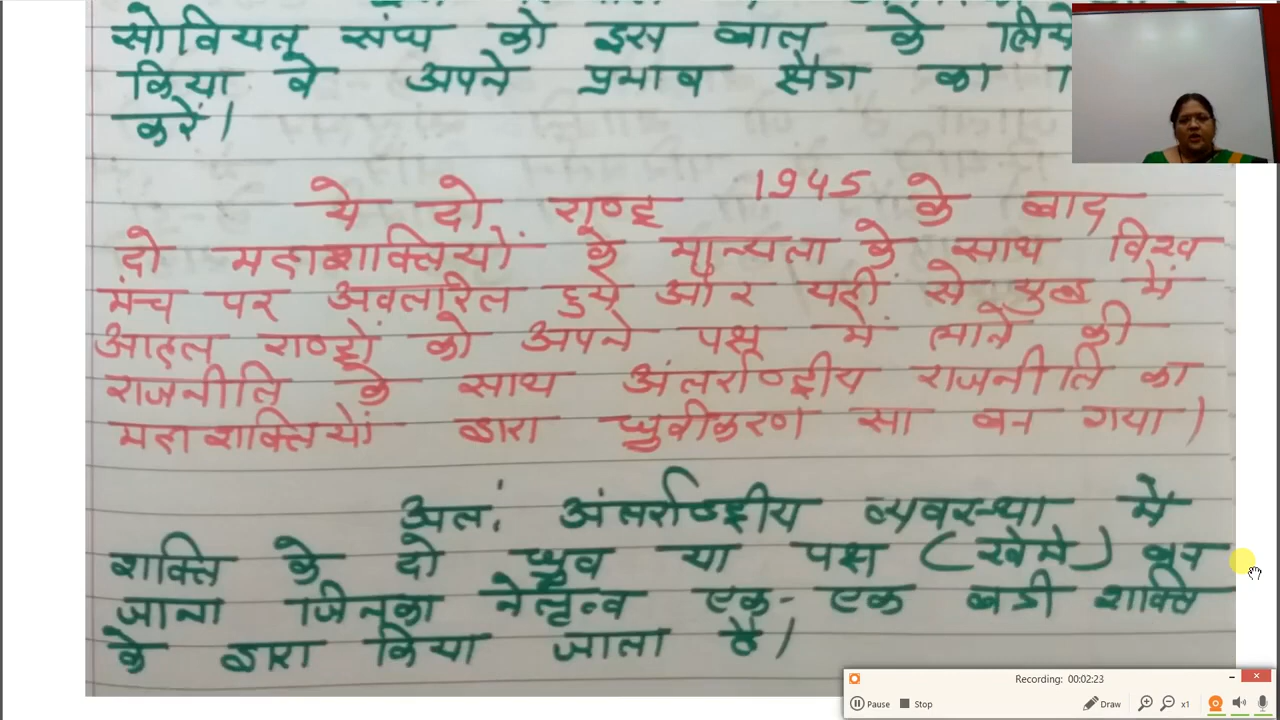 सोवियत संघ को इस बात के लिये
किया वे अपने प्रभाव क्षेत्र का
करें।
ये दो राष्ट्र 1945 के बाद
दो महाशक्तियों के मान्यता के साथ विश्व
मंच पर अवतरित हुये और यहीं से युद्ध में
आहत राष्ट्रों को अपने पक्ष में लाने की
राजनीति के साथ अंतर्राष्ट्रीय राजनीति का
महाशक्तियों द्वारा ध्रुवीकरण सा बन गया।
अतः अंतर्राष्ट्रीय व्यवस्था में
शक्ति के दो ध्रुव या पक्ष (खेमे) बन
जाना जिनका नेतृत्व एक-एक बडी शक्ति
के द्वारा किया जाता है।
Recording: 00:02:23
Pause Stop Draw x1